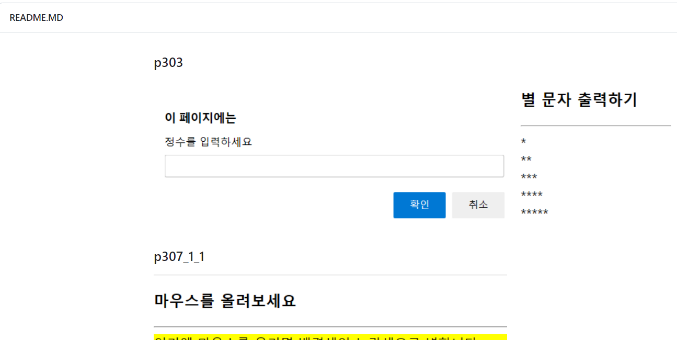 README.MD
p303
이 페이지에는
정수를 입력하세요
확인
취소
별 문자 출력하기
*
**
***
****
*****
p307_1_1
마우스를 올려보세요